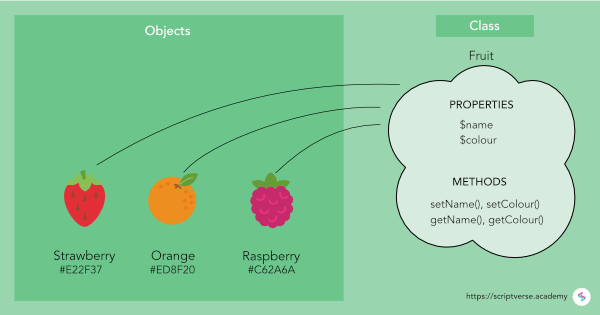 Objects
Strawberry
#E22F37
Orange
#ED8F20
Raspberry
#C62A6A
Class
Fruit
PROPERTIES
$name
$colour
METHODS
setName(), setColour()
getName(), getColour()
https://scriptverse.academy